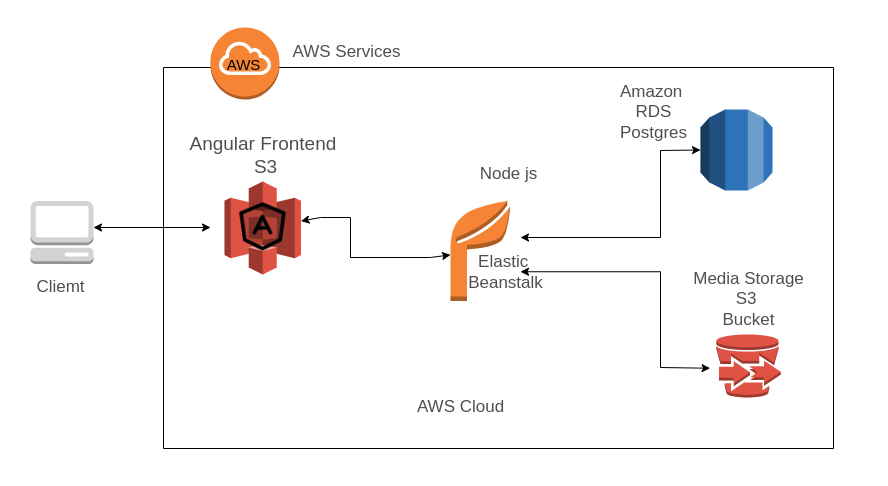 AWS Services
AWS
Amazon
RDS
Postgres
Angular Frontend
S3
Node js
A
Elastic
Beanstalk
Cliemt
Media Storage
S3
Bucket
AWS Cloud